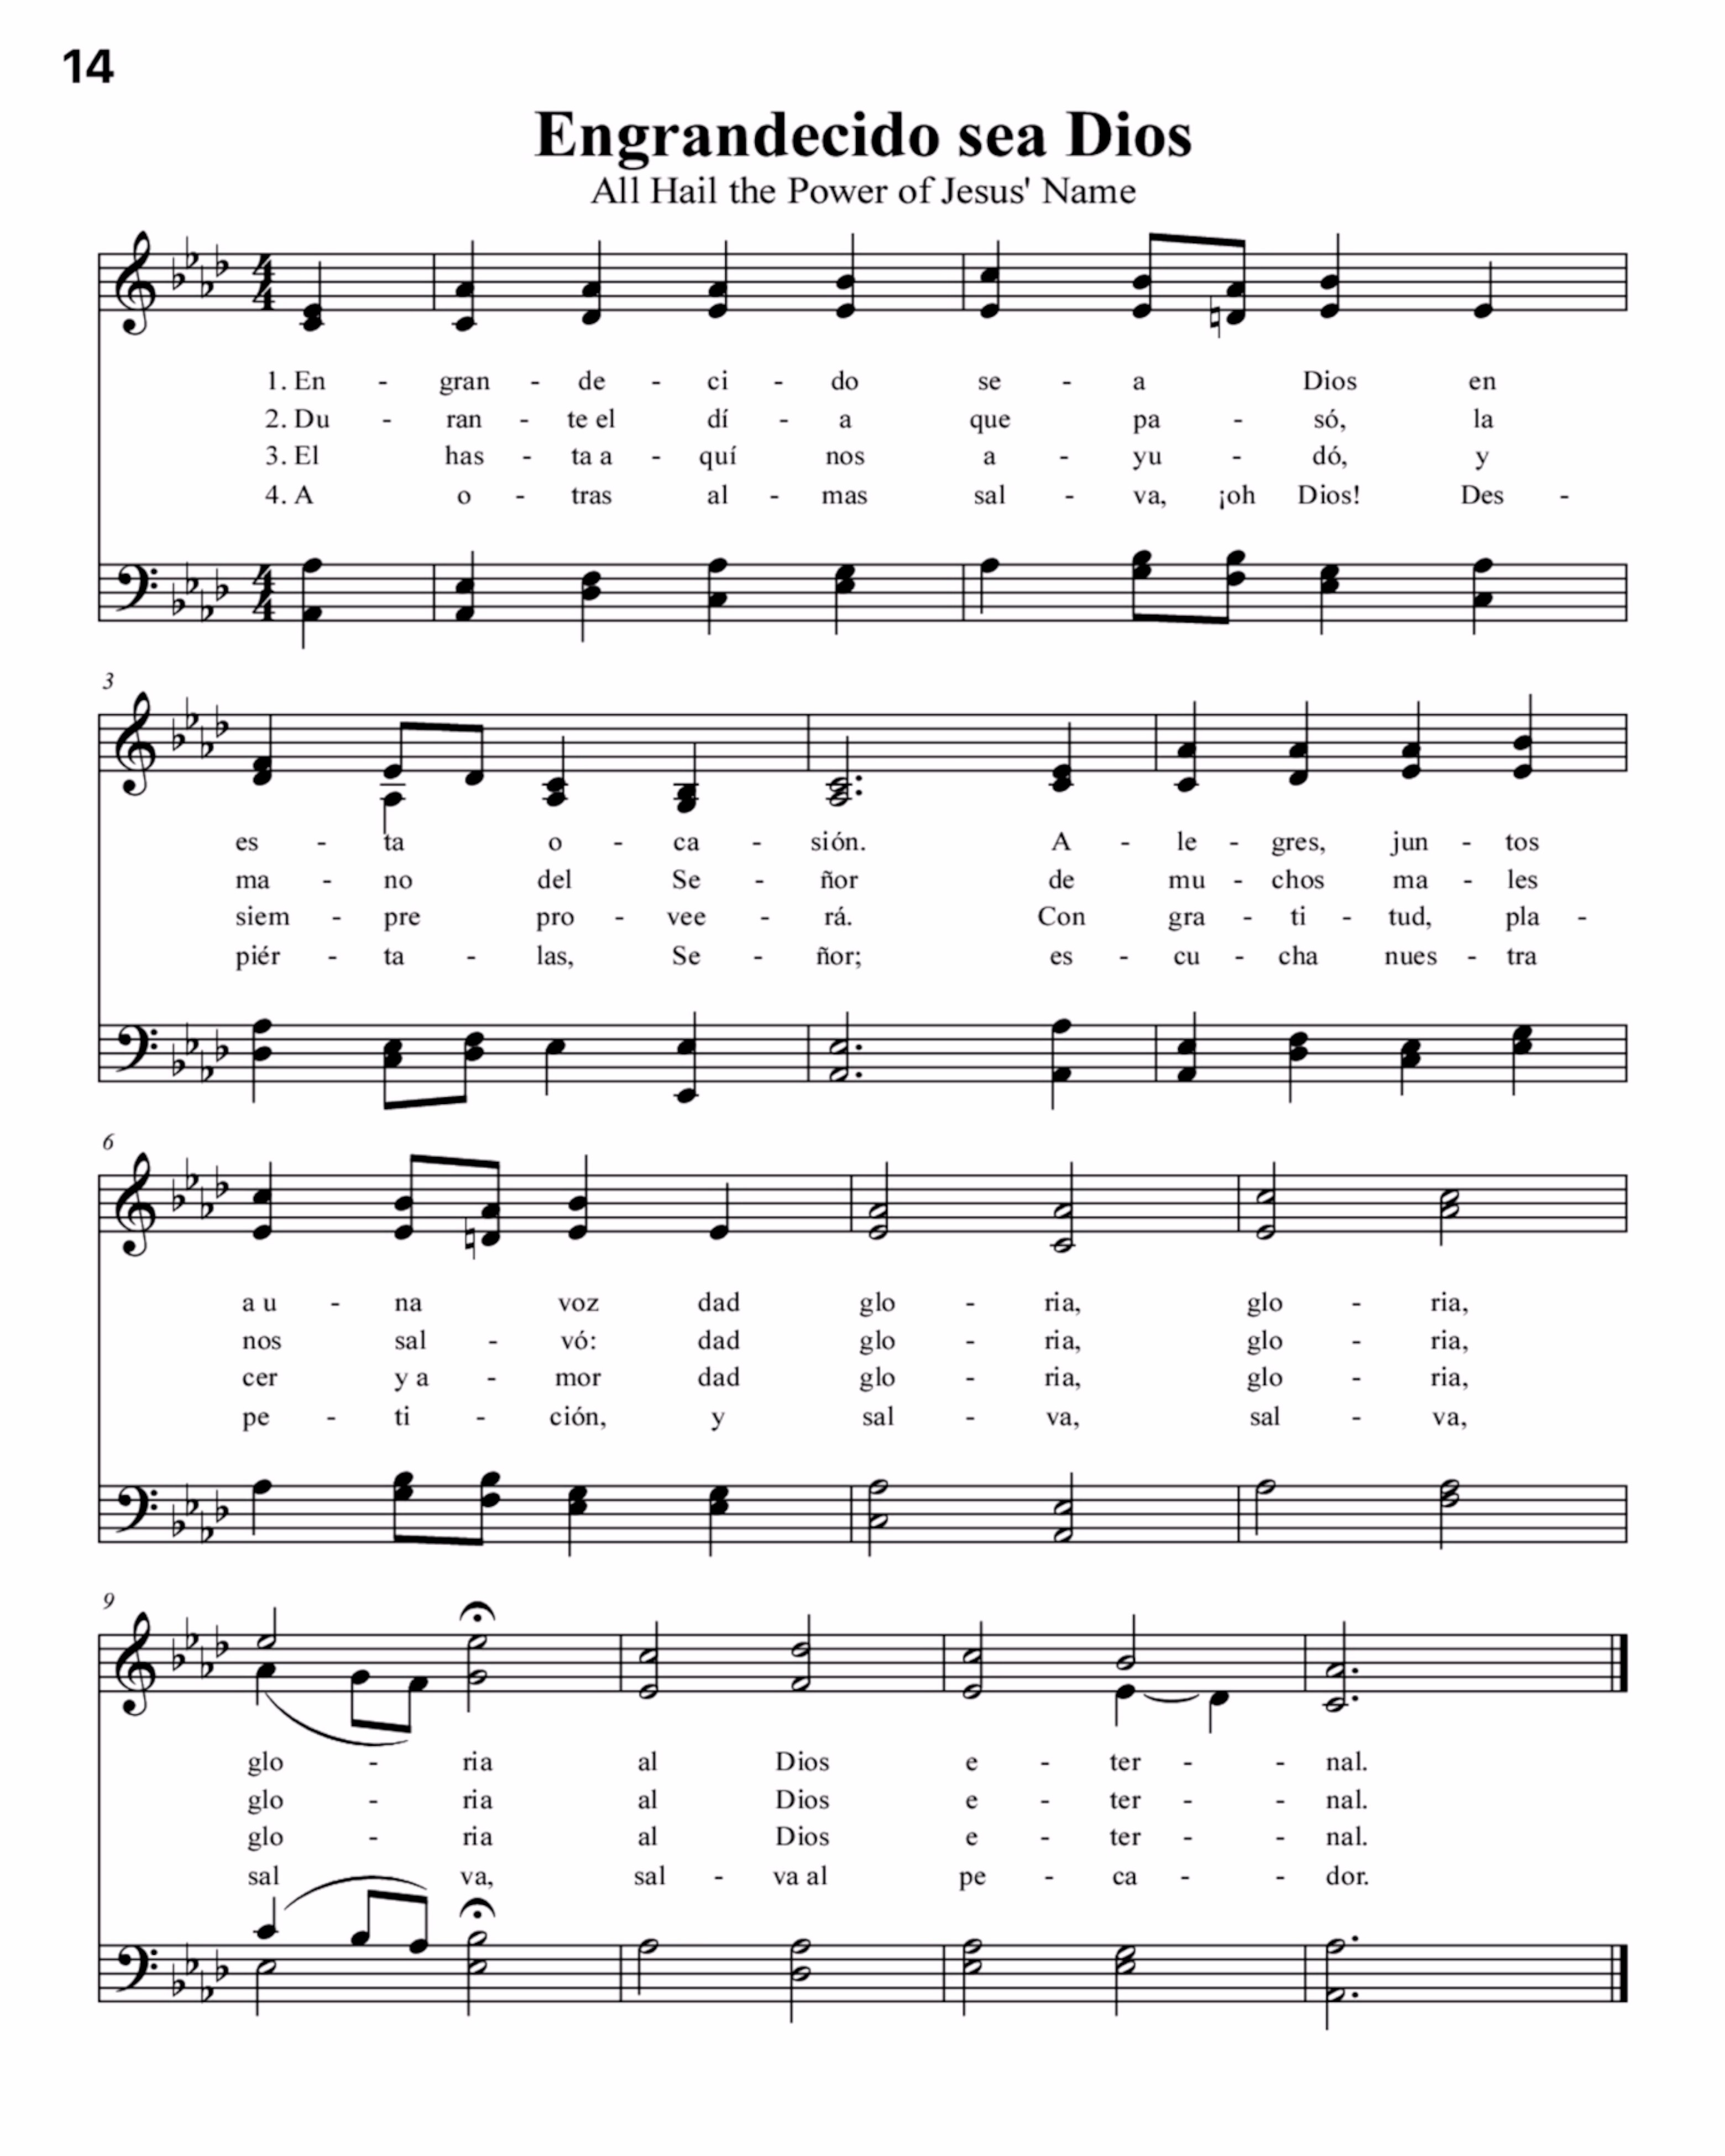 14
Engrandecido sea Dios
All Hail the Power of Jesus' Name
4 4
1. En - gran - de - ci - do se - a Dios en
2. Du - ran - te el dí - a que pa - só, la
3. El has - ta a - quí nos a - yu - dó, y
4. A o - tras al - mas sal - va, ¡oh Dios! Des -
4 4
3
es - ta o - ca - sión. A - le - gres, jun - tos
ma - no del Se - ñor de mu - chos ma - les
siem - pre pro - vee - rá. Con gra - ti - tud, pla -
piér - ta - las, Se - ñor; es - cu - cha nues - tra
6
a u - na voz dad glo - ria, glo - ria,
nos sal - vó: dad glo - ria, glo - ria,
cer y a - mor dad glo - ria, glo - ria,
pe - ti - ción, y sal - va, sal - va,
9
glo - ria al Dios e - ter - - nal.
glo - ria al Dios e - ter - - nal.
glo - ria al Dios e - ter - - nal.
sal va, sal - va al pe - ca - - dor.